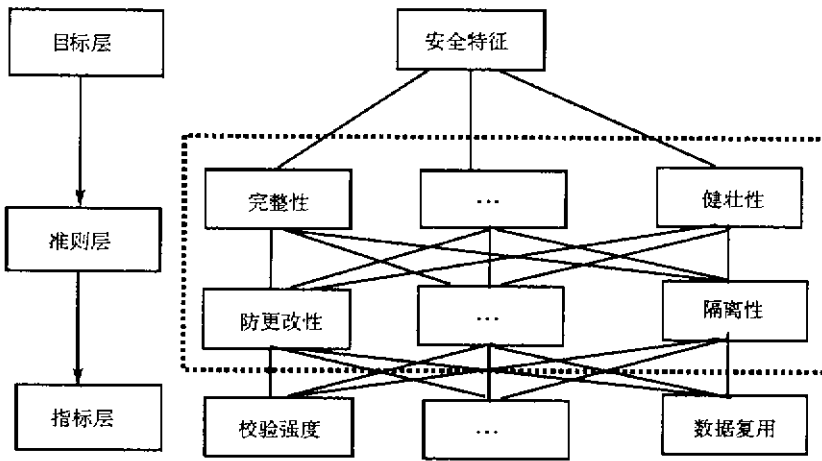 目标层
安全特征
完整性
…
健壮性
准则层
防更改性
…
隔离性
指标层
校验强度
…
数据复用